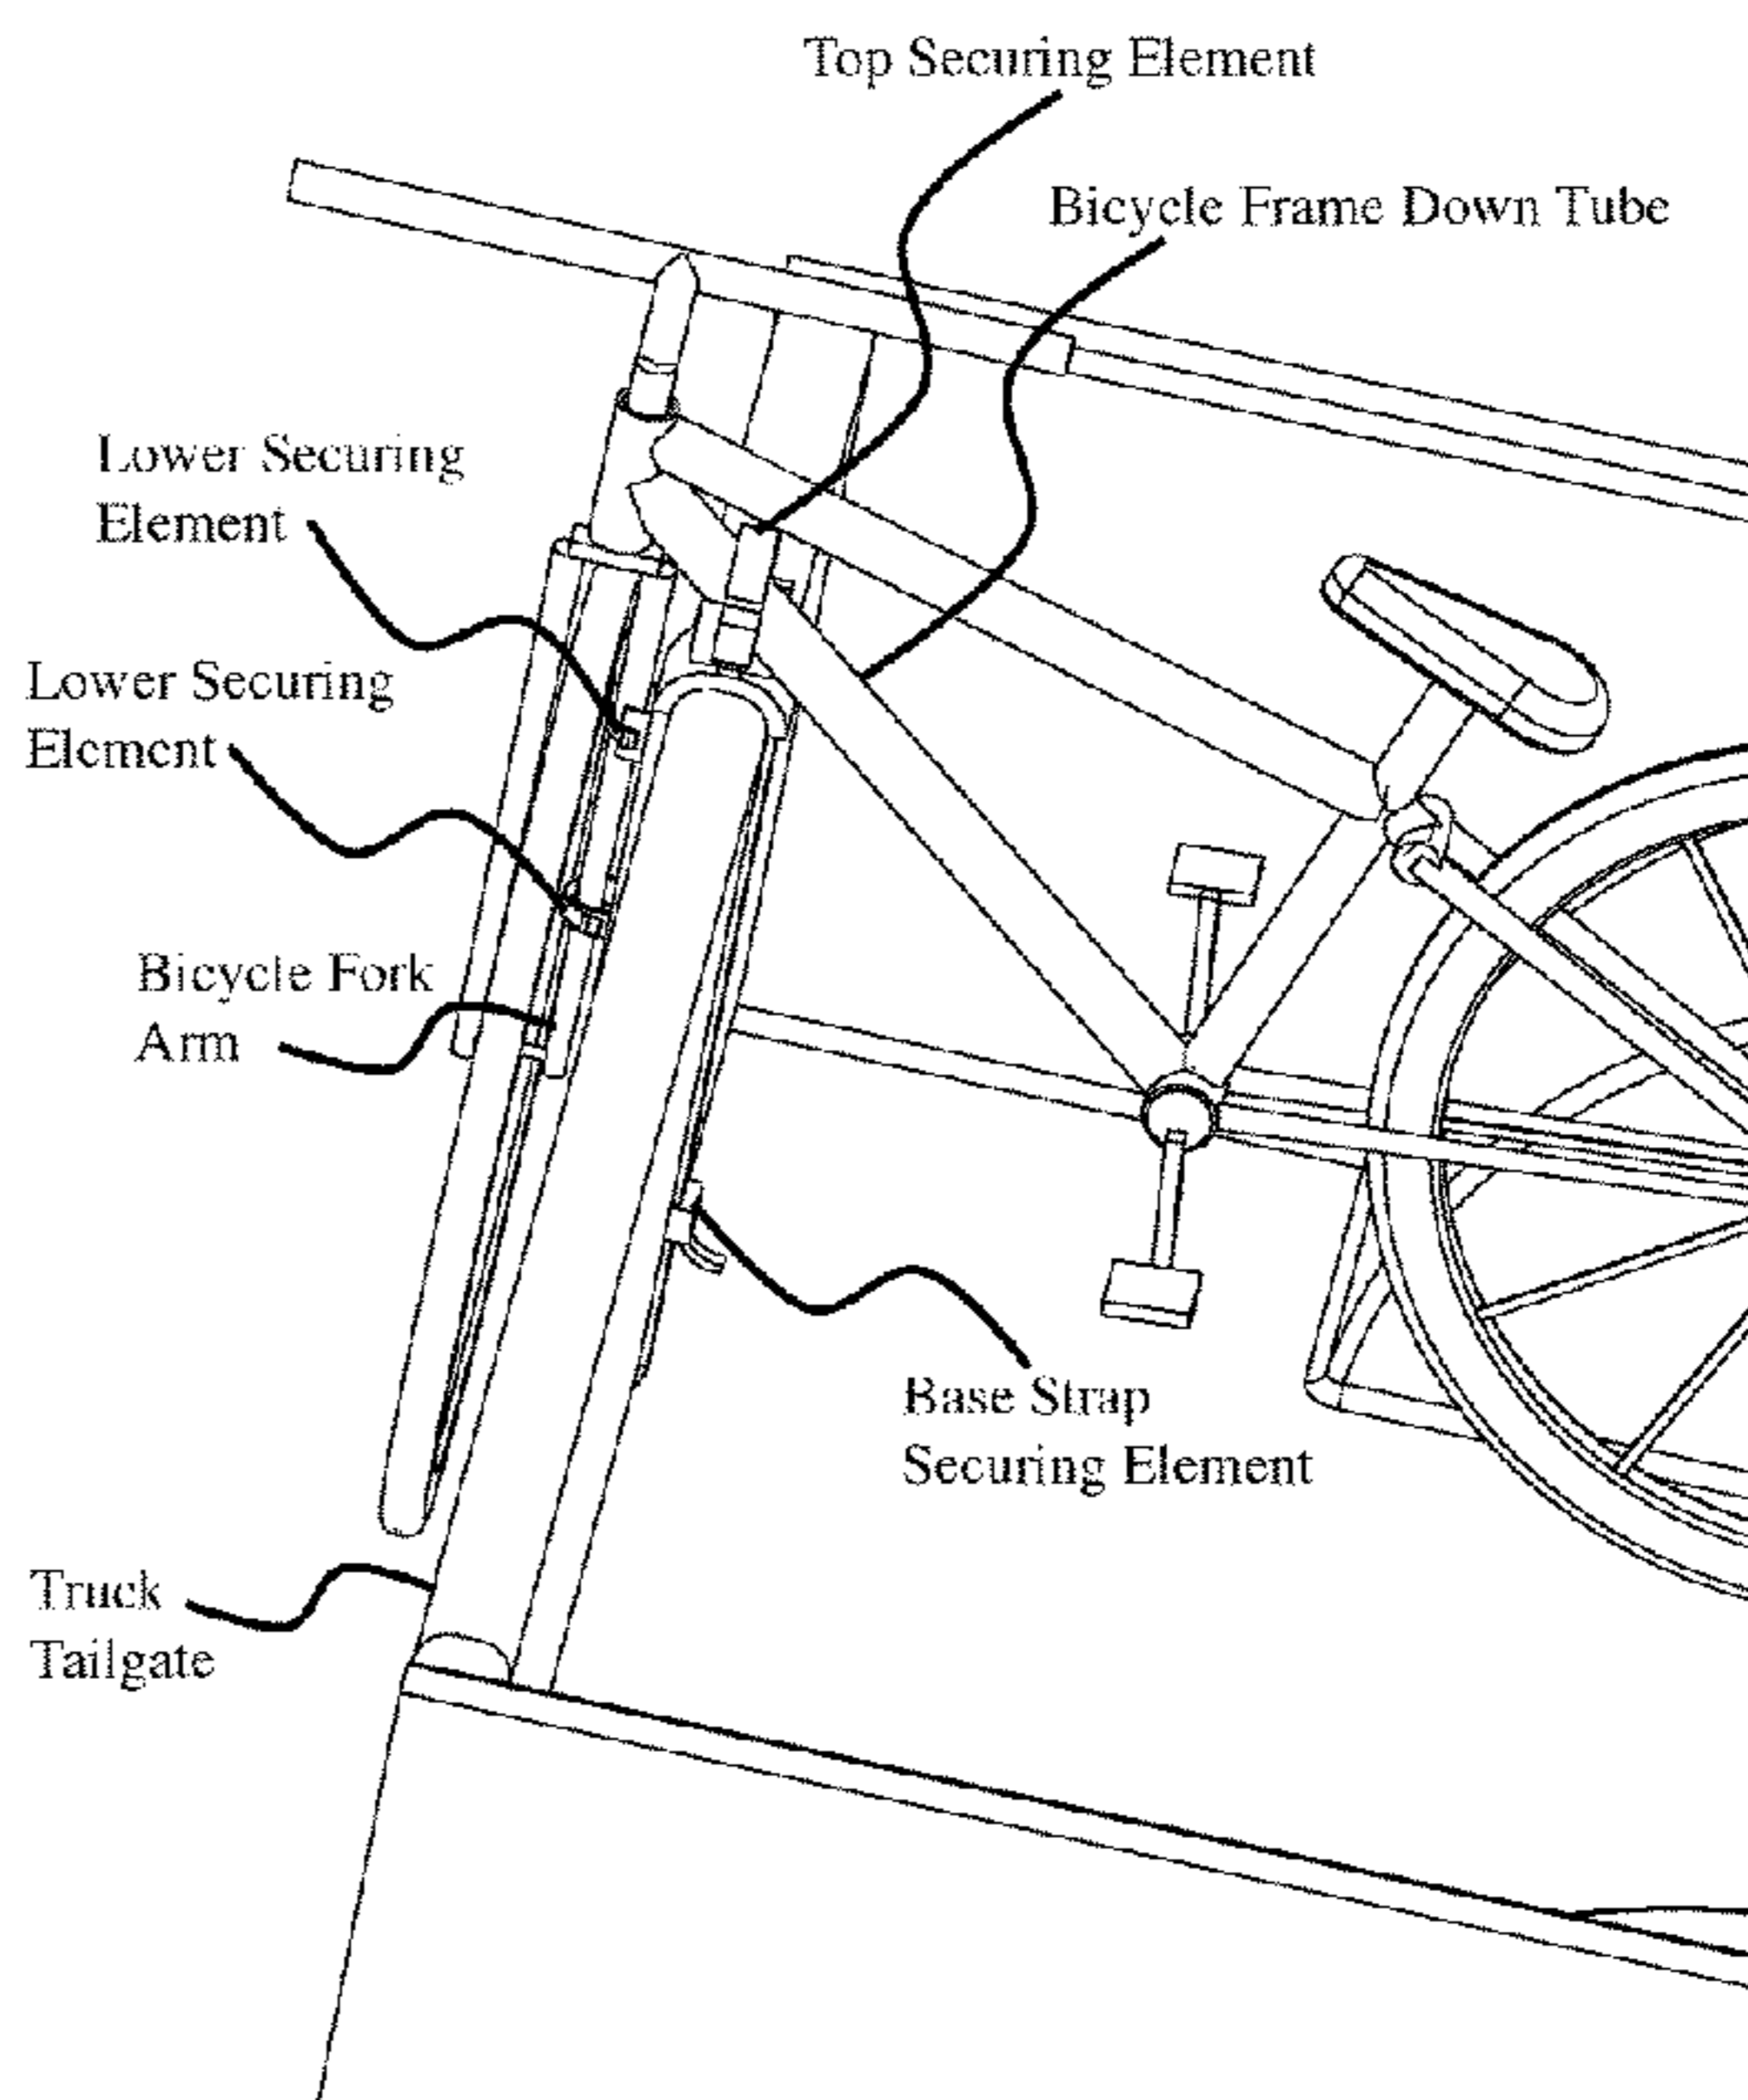 Top Securing Element
Bicycle Frame Down Tube
Lower Securing
Element
Lower Securing
Element
Bicycle Fork
Arm
Base Strap
Securing Element
Truck
Tailgate